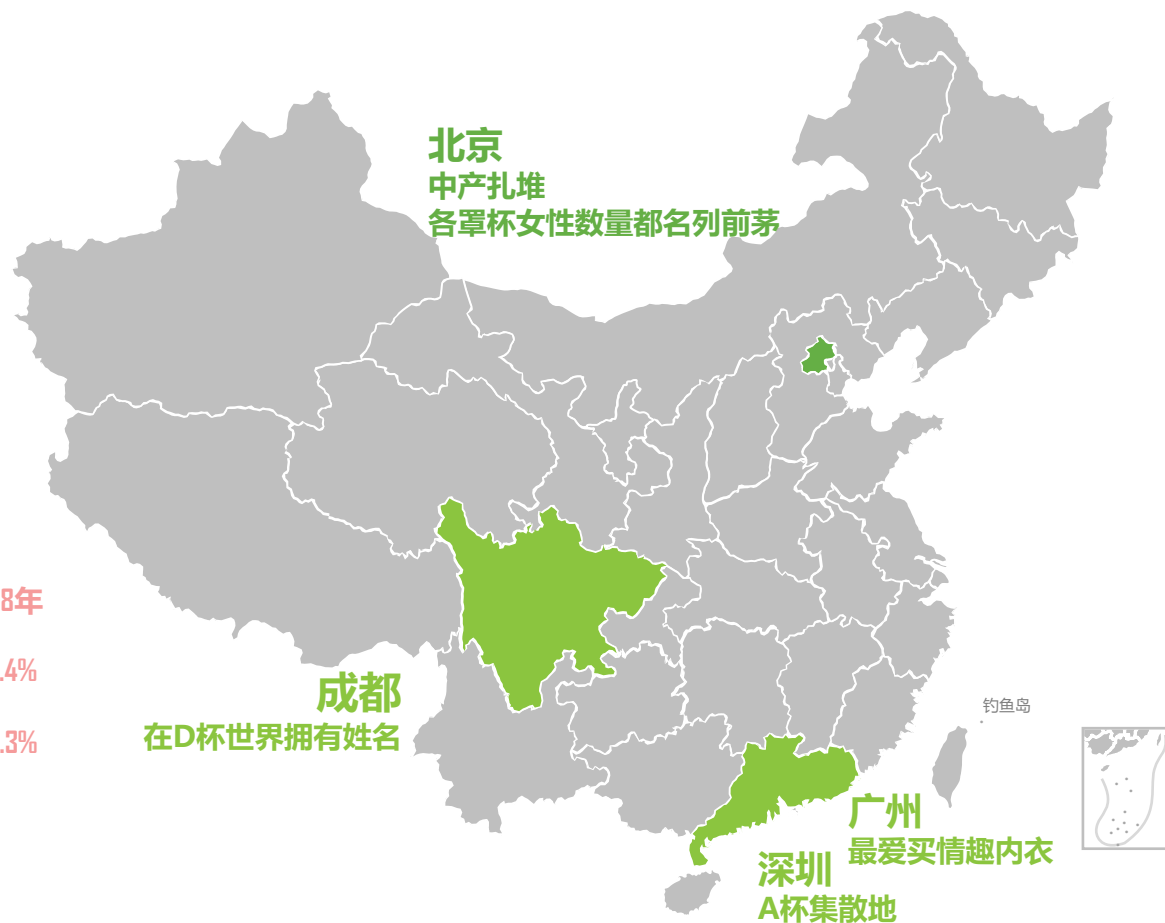 北京
中产扎堆
各罩杯女性数量都名列前茅
8年
.4%
.3%
成都
在D杯世界拥有姓名
钓鱼岛
广州
最爱买情趣内衣
深圳
A杯集散地